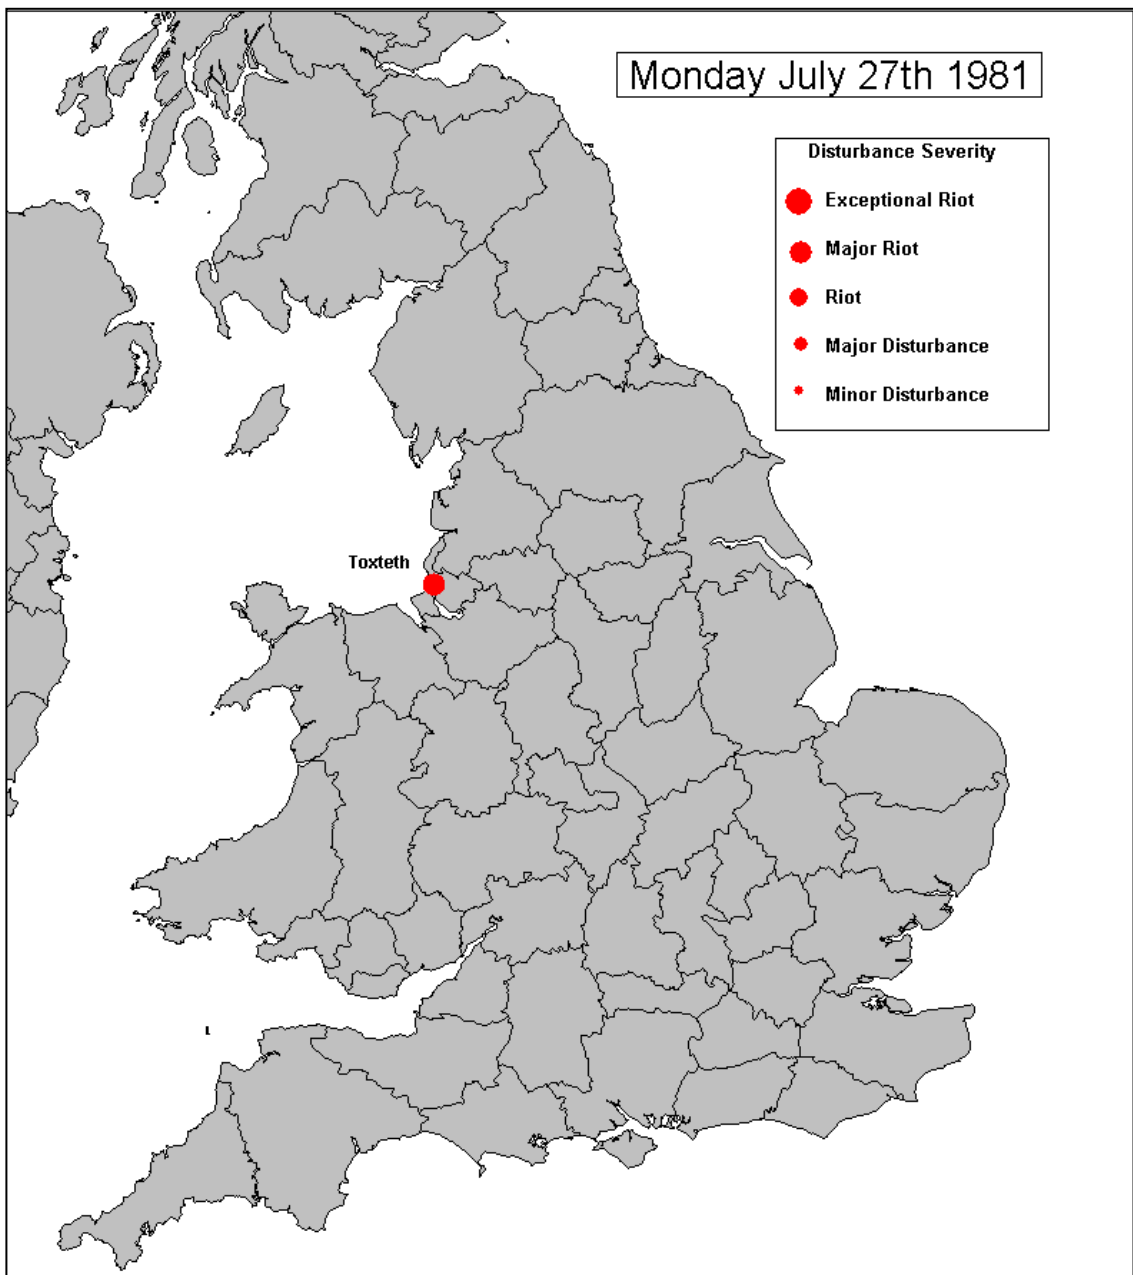 Monday July 27th 1981
Disturbance Severity
Exceptional Riot
Major Riot
Riot
Major Disturbance
Minor Disturbance
Toxteth